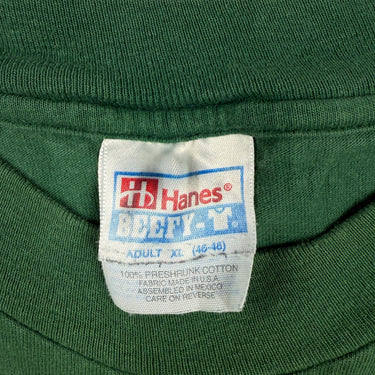 Hanes®
BEEFY-T®
ADULT XL (46-48)
100% PRESHRUNK COTTON
FABRIC MADE IN U.S.A.
ASSEMBLED IN MEXICO
CARE ON REVERSE